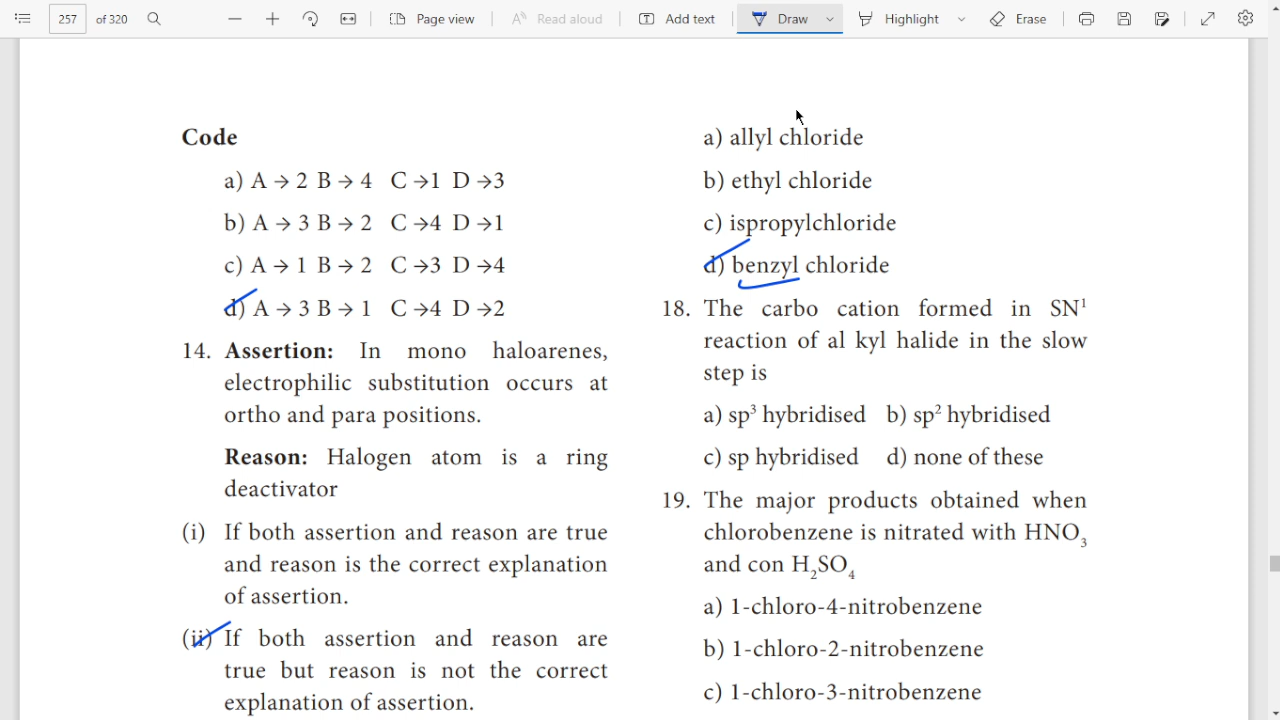 257 of 320 Page view Read aloud Add text Draw Highlight Erase
Code
a) A → 2 B → 4 C →1 D →3
b) A → 3 B → 2 C →4 D →1
c) A → 1 B → 2 C →3 D →4
d) A → 3 B → 1 C →4 D →2
14. Assertion: In mono haloarenes,
electrophilic substitution occurs at
ortho and para positions.
Reason: Halogen atom is a ring
deactivator
(i) If both assertion and reason are true
and reason is the correct explanation
of assertion.
(ii) If both assertion and reason are
true but reason is not the correct
explanation of assertion.
a) allyl chloride
b) ethyl chloride
c) ispropylchloride
d) benzyl chloride
18. The carbo cation formed in SN¹
reaction of al kyl halide in the slow
step is
a) sp³ hybridised b) sp² hybridised
c) sp hybridised d) none of these
19. The major products obtained when
chlorobenzene is nitrated with HNO₃
and con H₂SO₄
a) 1-chloro-4-nitrobenzene
b) 1-chloro-2-nitrobenzene
c) 1-chloro-3-nitrobenzene